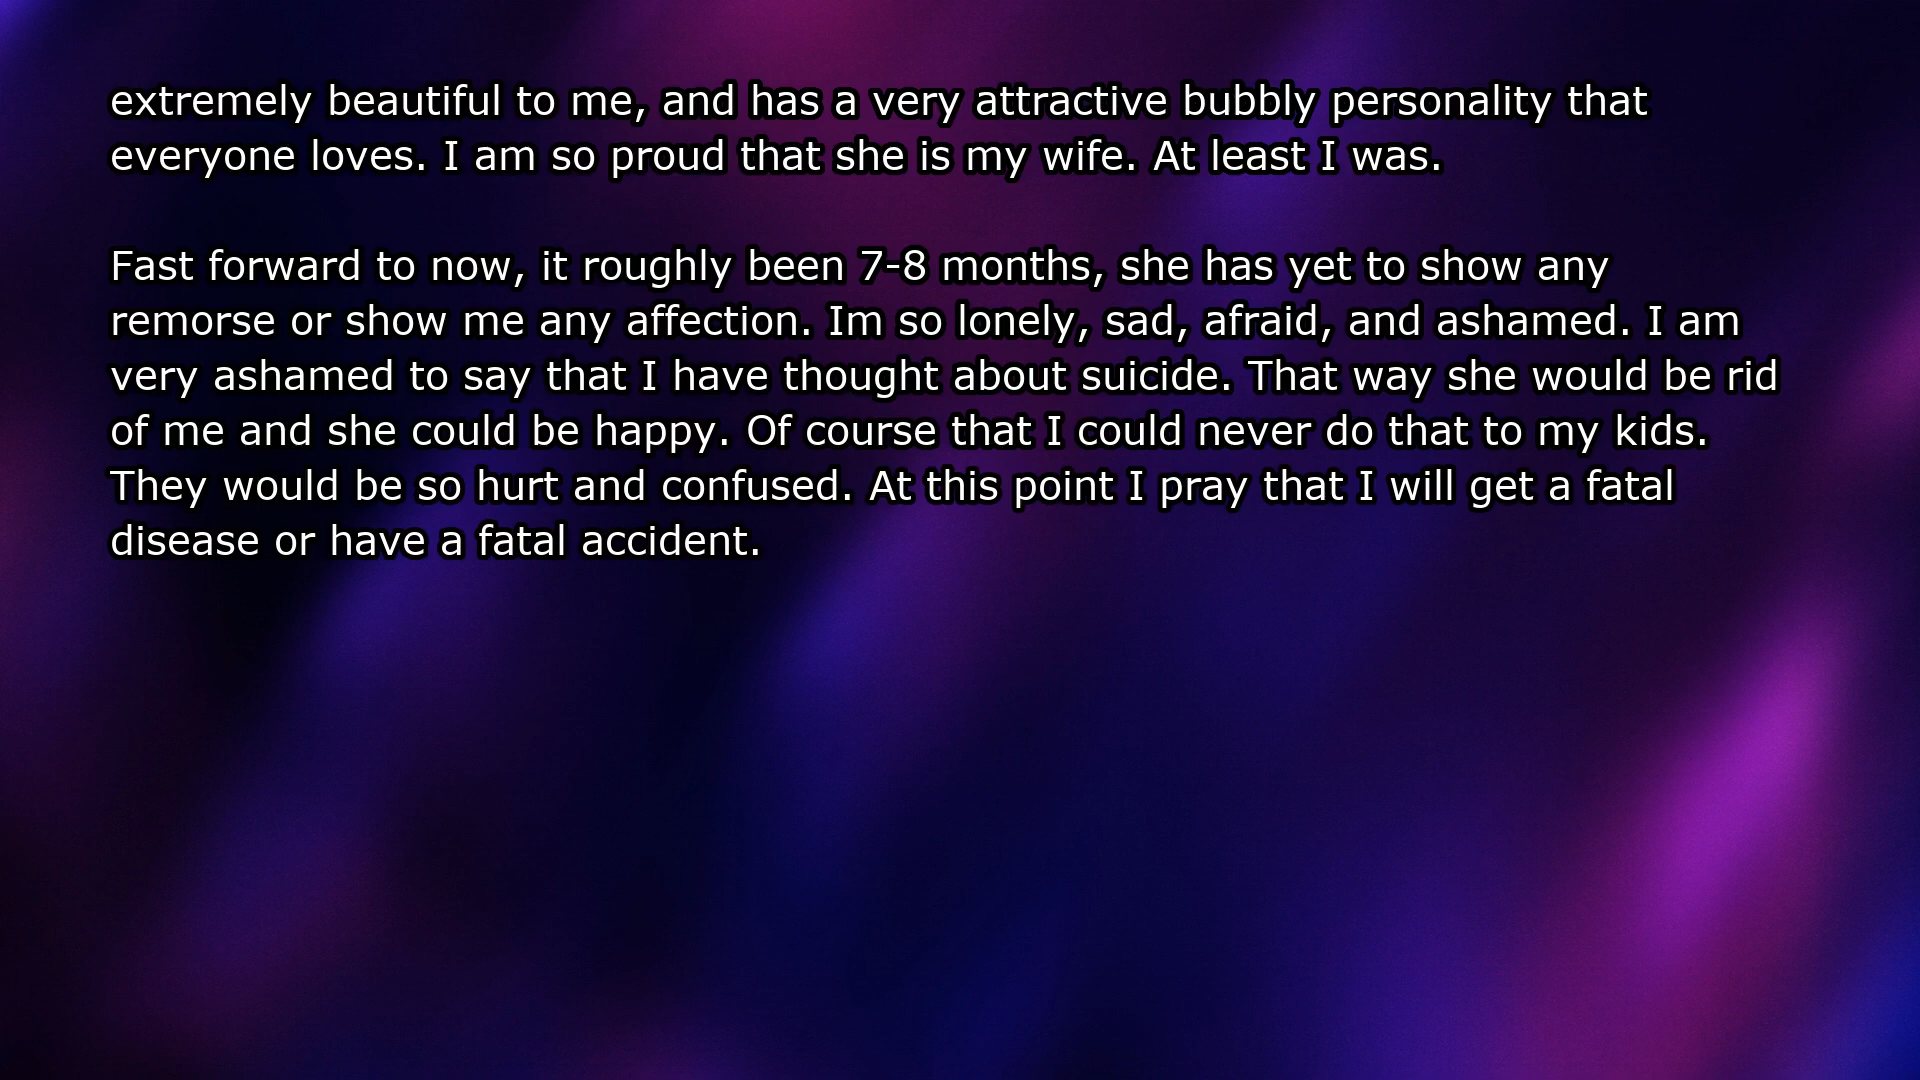 extremely beautiful to me, and has a very attractive bubbly personality that
everyone loves. I am so proud that she is my wife. At least I was.
Fast forward to now, it roughly been 7-8 months, she has yet to show any
remorse or show me any affection. Im so lonely, sad, afraid, and ashamed. I am
very ashamed to say that I have thought about suicide. That way she would be rid
of me and she could be happy. Of course that I could never do that to my kids.
They would be so hurt and confused. At this point I pray that I will get a fatal
disease or have a fatal accident.